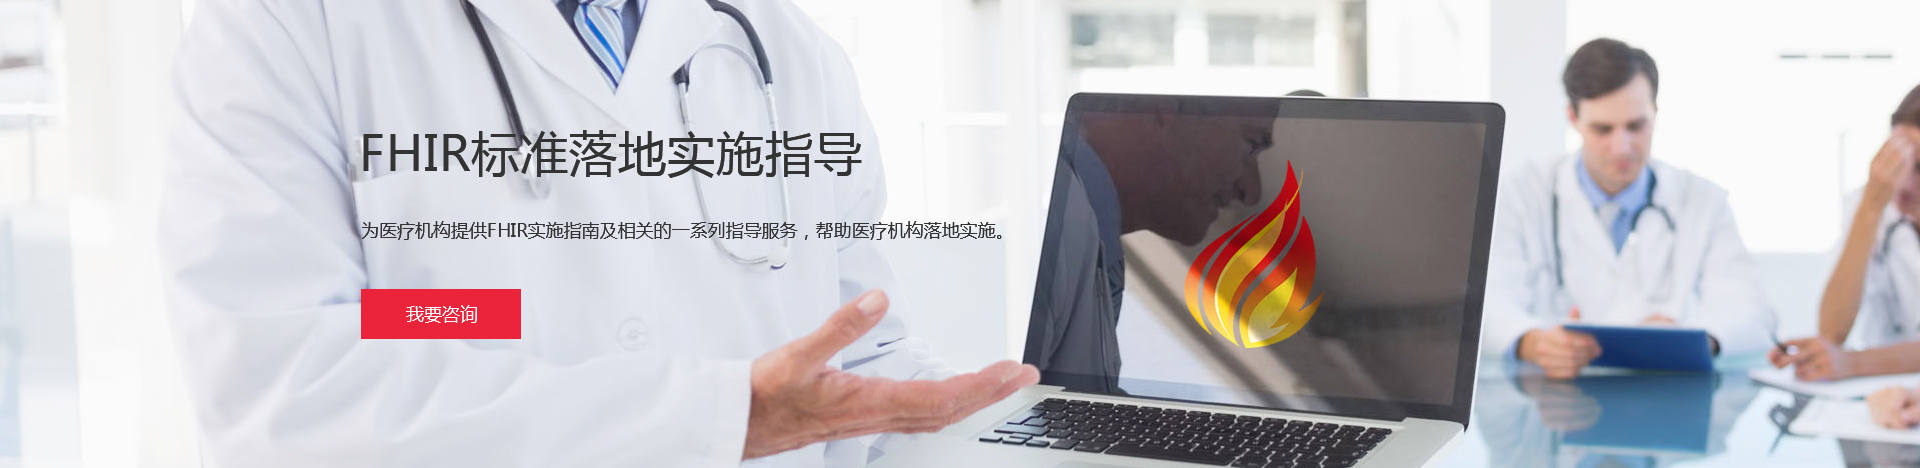 FHIR标准落地实施指导
为医疗机构提供FHIR实施指南及相关的一系列指导服务，帮助医疗机构落地实施。
我要咨询